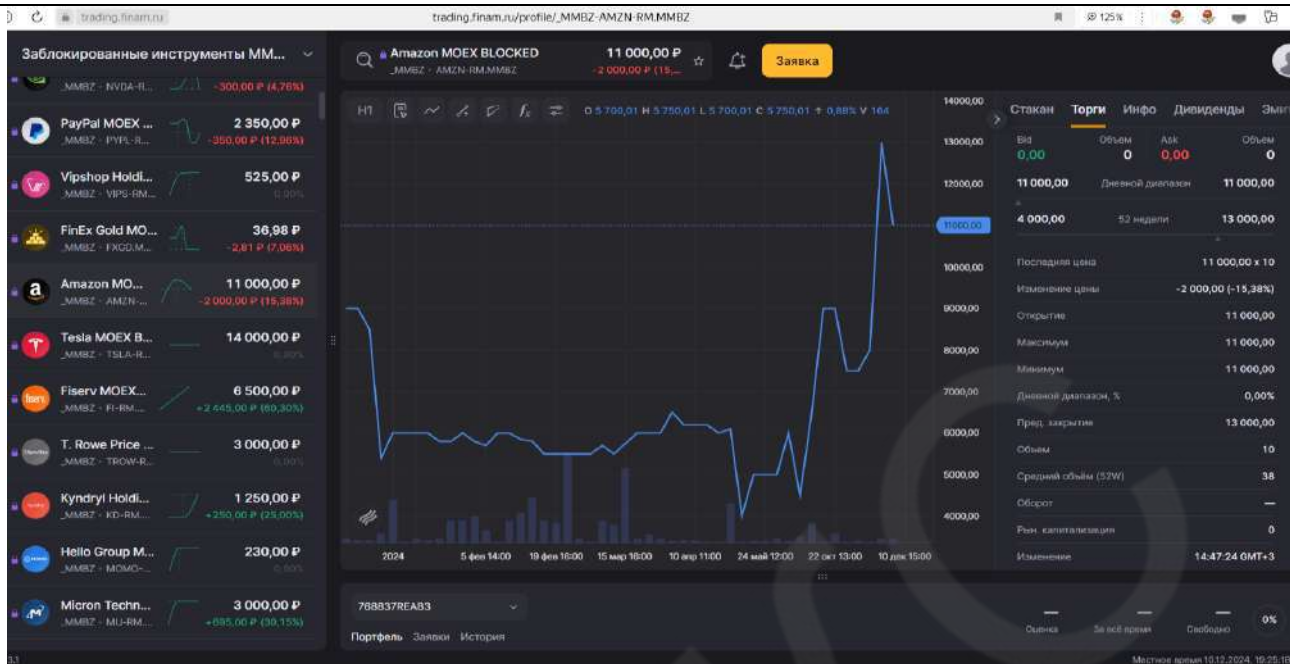 trading.finam.ru
trading.finam.ru/profile/_MMBZ-AMZN-RM.MMBZ
125%
Заблокированные инструменты ММ...
_MMBZ - NVDA-R...
-300,00 ₽ (4,76%)
PayPal MOEX ...
2 350,00 ₽
_MMBZ - PYPL-R...
-350,00 ₽ (12,96%)
Vipshop Holdi...
525,00 ₽
_MMBZ - VIPS-RM...
0,00%
FinEx Gold MO...
36,98 ₽
_MMBZ - FXGD.M...
-2,81 ₽ (7,06%)
Amazon MO...
11 000,00 ₽
_MMBZ - AMZN-...
-2 000,00 ₽ (15,38%)
Tesla MOEX B...
14 000,00 ₽
_MMBZ - TSLA-R...
0,00%
Fiserv MOEX...
6 500,00 ₽
_MMBZ - FI-RM....
+2 445,00 ₽ (60,30%)
T. Rowe Price ...
3 000,00 ₽
_MMBZ - TROW-R...
0,00%
Kyndryl Holdi...
1 250,00 ₽
_MMBZ - KD-RM....
+250,00 ₽ (25,00%)
Hello Group M...
230,00 ₽
_MMBZ - MOMO-...
0,00%
Micron Techn...
3 000,00 ₽
_MMBZ - MU-RM....
+695,00 ₽ (30,15%)
Amazon MOEX BLOCKED
11 000,00 ₽
_MMBZ - AMZN-RM.MMBZ
-2 000,00 ₽ (15,...
Заявка
H1
O 5 700,01 H 5 750,01 L 5 700,01 C 5 750,01 + 0,88% V 164
14000,00
13000,00
12000,00
11000,00
10000,00
9000,00
8000,00
7000,00
6000,00
5000,00
4000,00
2024
5 фев 14:00
19 фев 16:00
15 мар 16:00
10 апр 11:00
24 май 12:00
22 окт 13:00
10 дек 15:00
Стакан Торги Инфо Дивиденды Эмит
Bid Объем Ask Объем
0,00 0 0,00 0
11 000,00 Дневной диапазон 11 000,00
4 000,00 52 недели 13 000,00
Последняя цена 11 000,00 x 10
Изменение цены -2 000,00 (-15,38%)
Открытие 11 000,00
Максимум 11 000,00
Минимум 11 000,00
Дневной диапазон, % 0,00%
Пред. закрытие 13 000,00
Объем 10
Средний объём (52W) 38
Оборот —
Рын. капитализация 0
Изменение 14:47:24 GMT+3
768837REAB3
Портфель Заявки История
Оценка
За всё время
Свободно
0%
3.1
Местное время 10.12.2024, 19:25:18